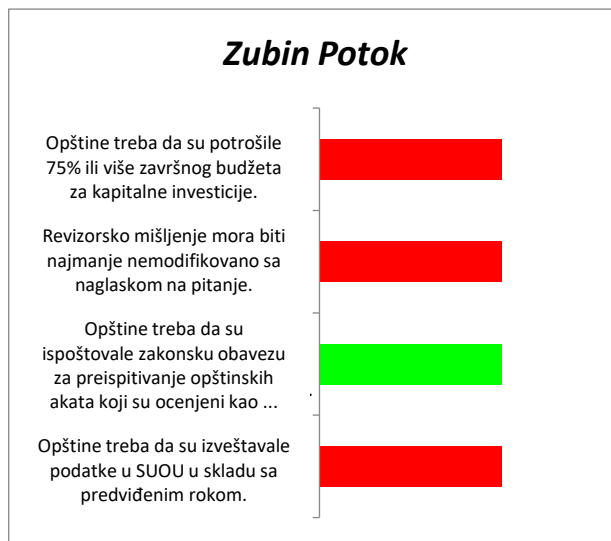 Zubin Potok
Opštine treba da su potrošile
75% ili više završnog budžeta
za kapitalne investicije.
Revizorsko mišljenje mora biti
najmanje nemodifikovano sa
naglaskom na pitanje.
Opštine treba da su
ispoštovale zakonsku obavezu
za preispitivanje opštinskih
akata koji su ocenjeni kao ...
Opštine treba da su izveštavale
podatke u SUOU u skladu sa
predviđenim rokom.